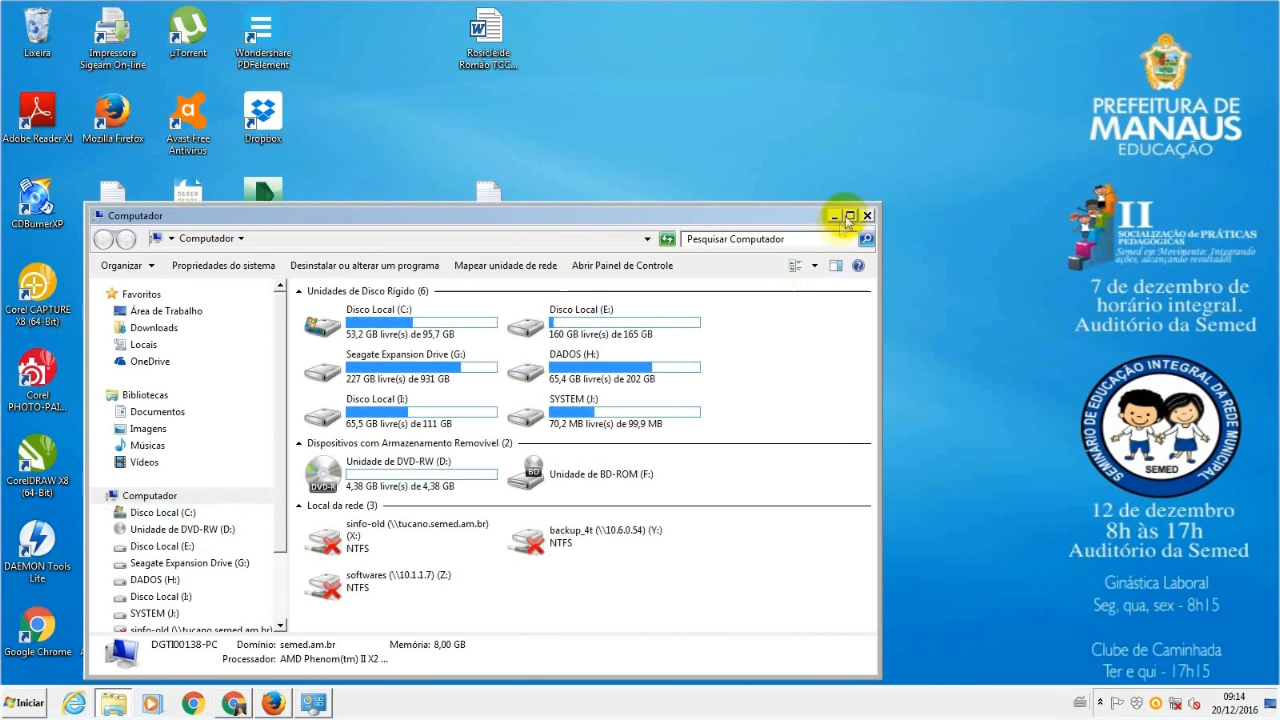 Lixeira
Impressora
Sigeam On-line
µTorrent
Wondershare
PDFelement
Rosicleide
Romão TCC...
Adobe Reader XI
Mozilla Firefox
Avast Free
Antivirus
Dropbox
CDBurnerXP
Corel CAPTURE
X8 (64-Bit)
Corel
PHOTO-PAI...
CorelDRAW X8
(64-Bit)
DAEMON Tools
Lite
Google Chrome
Computador
Computador
Pesquisar Computador
Organizar
Propriedades do sistema
Desinstalar ou alterar um programa
Mapear unidade de rede
Abrir Painel de Controle
Favoritos
Área de Trabalho
Downloads
Locais
OneDrive
Bibliotecas
Documentos
Imagens
Músicas
Vídeos
Computador
Disco Local (C:)
Unidade de DVD-RW (D:)
Disco Local (E:)
Seagate Expansion Drive (G:)
DADOS (H:)
Disco Local (I:)
SYSTEM (J:)
sinfo-old (\\tucano.semed.am.br)
Unidades de Disco Rígido (6)
Disco Local (C:)
53,2 GB livre(s) de 95,7 GB
Disco Local (E:)
160 GB livre(s) de 165 GB
Seagate Expansion Drive (G:)
227 GB livre(s) de 931 GB
DADOS (H:)
65,4 GB livre(s) de 202 GB
Disco Local (I:)
65,5 GB livre(s) de 111 GB
SYSTEM (J:)
70,2 MB livre(s) de 99,9 MB
Dispositivos com Armazenamento Removível (2)
DVD-R
Unidade de DVD-RW (D:)
4,38 GB livre(s) de 4,38 GB
BD
Unidade de BD-ROM (F:)
Local da rede (3)
sinfo-old (\\tucano.semed.am.br)
(X:)
NTFS
backup_4t (\\10.6.0.54) (Y:)
NTFS
softwares (\\10.1.1.7) (Z:)
NTFS
DGTI00138-PC
Domínio: semed.am.br
Memória: 8,00 GB
Processador: AMD Phenom(tm) II X2 ...
PREFEITURA DE
MANAUS
EDUCAÇÃO
II
SOCIALIZAÇÃO de PRÁTICAS
PEDAGÓGICAS
Semed em Movimento: Integrando
ações, alcançando resultados
7 de dezembro de
horário integral.
Auditório da Semed
SEMINÁRIO DE EDUCAÇÃO INTEGRAL DA REDE MUNICIPAL
SEMED
12 de dezembro
8h às 17h
Auditório da Semed
Ginástica Laboral
Seg, qua, sex - 8h15
Clube de Caminhada
Ter e qui - 17h15
Iniciar
09:14
20/12/2016